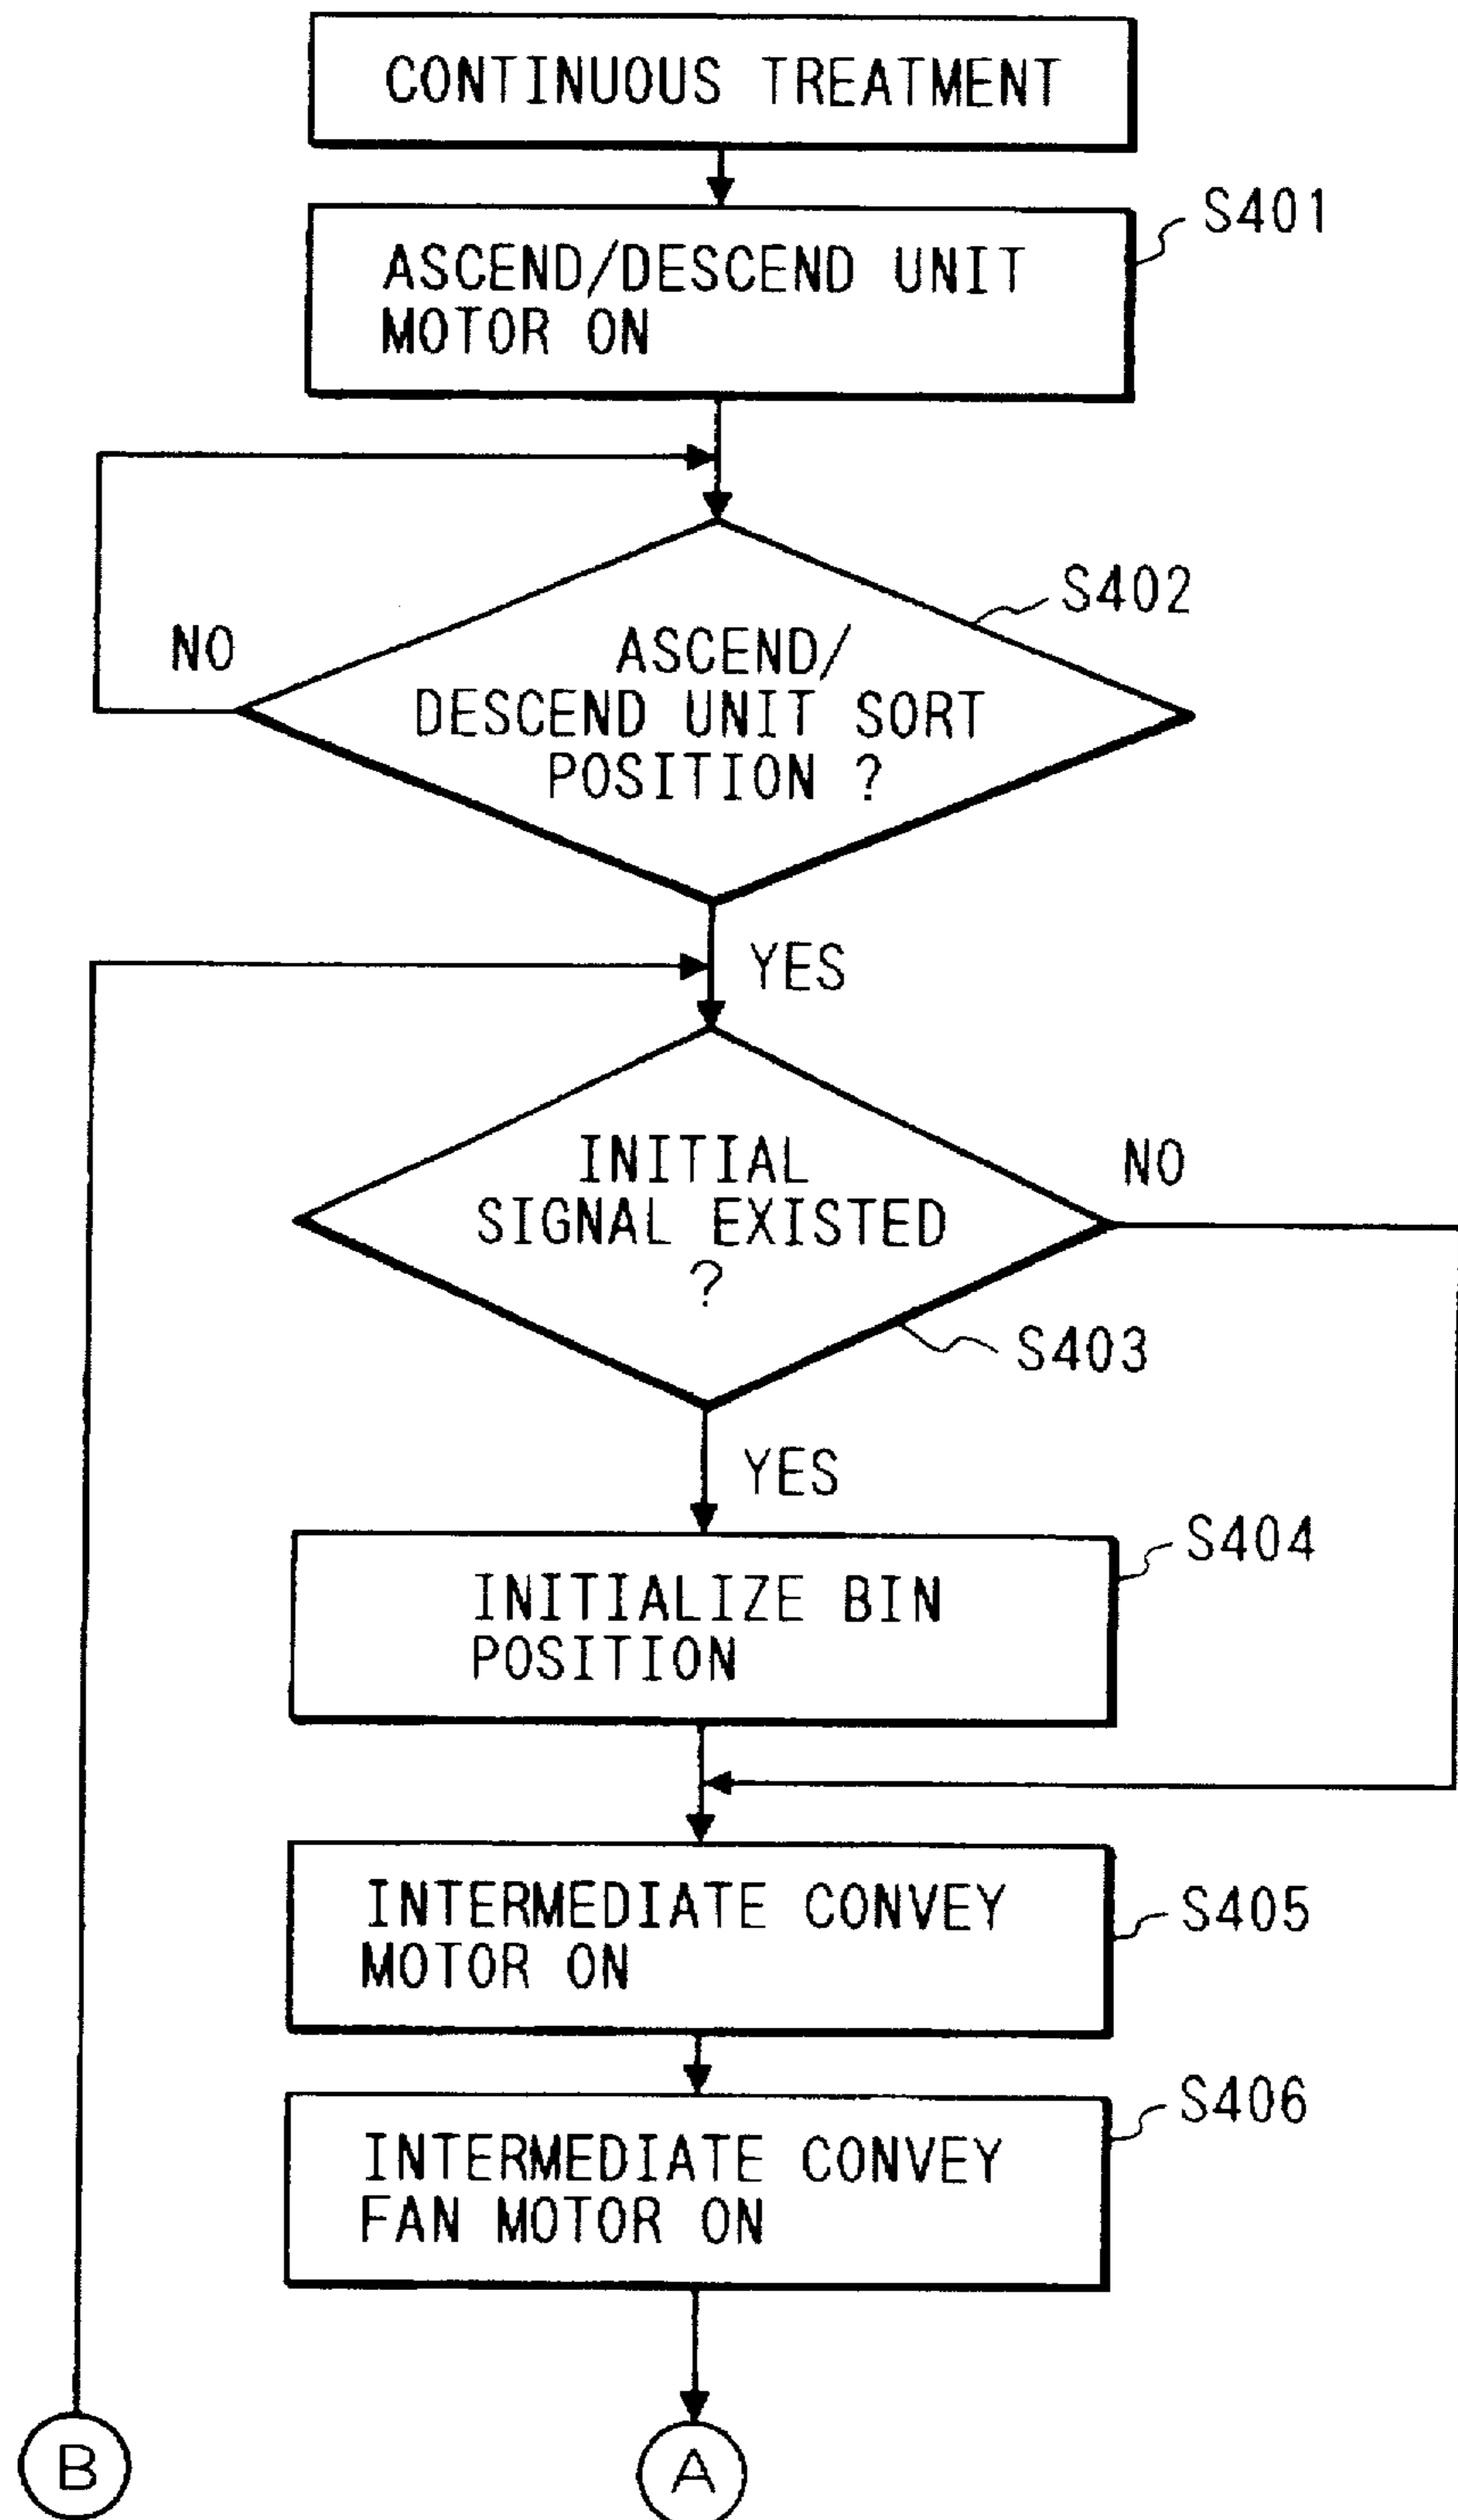 CONTINUOUS TREATMENT
S401
ASCEND/DESCEND UNIT
MOTOR ON
S402
NO
ASCEND/
DESCEND UNIT SORT
POSITION ?
YES
INITIAL
NO
SIGNAL EXISTED
?
S403
YES
S404
INITIALIZE BIN
POSITION
INTERMEDIATE CONVEY
S405
MOTOR ON
S406
INTERMEDIATE CONVEY
FAN MOTOR ON
B
A